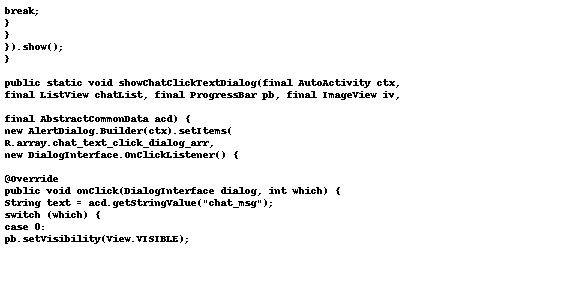 break;
}
}
}).show();
}
public static void showChatClickTextDialog(final AutoActivity ctx,
final ListView chatList, final ProgressBar pb, final ImageView iv,
final AbstractCommonData acd) {
new AlertDialog.Builder(ctx).setItems(
R.array.chat_text_click_dialog_arr,
new DialogInterface.OnClickListener() {
@Override
public void onClick(DialogInterface dialog, int which) {
String text = acd.getStringValue("chat_msg");
switch (which) {
case 0:
pb.setVisibility(View.VISIBLE);